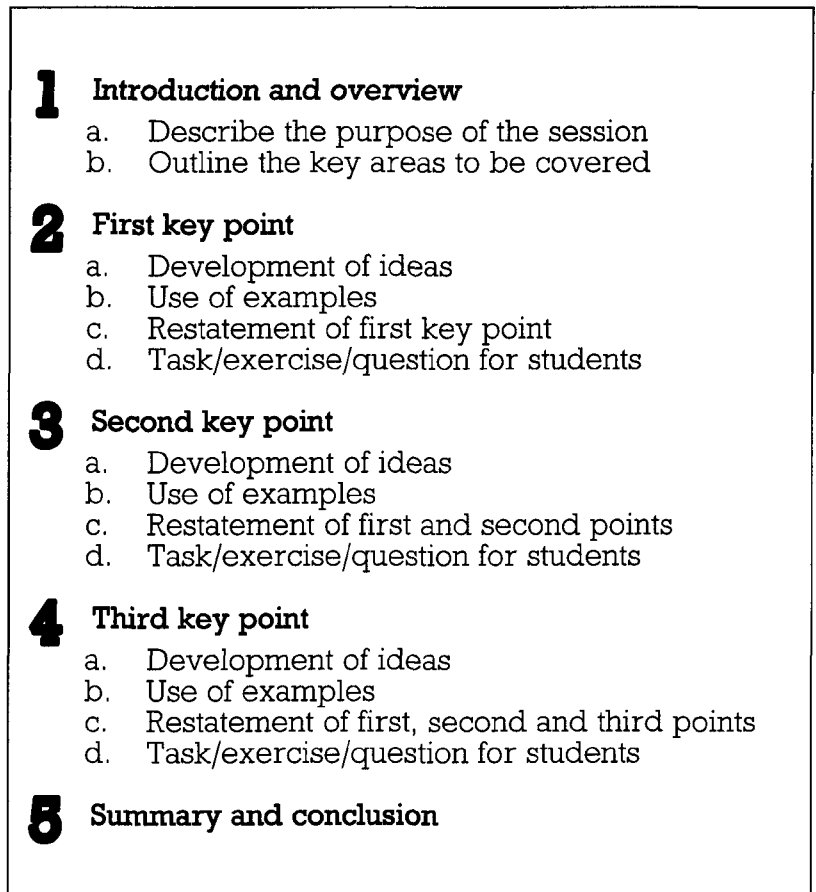 1 Introduction and overview
a. Describe the purpose of the session
b. Outline the key areas to be covered
2 First key point
a. Development of ideas
b. Use of examples
c. Restatement of first key point
d. Task/exercise/question for students
3 Second key point
a. Development of ideas
b. Use of examples
c. Restatement of first and second points
d. Task/exercise/question for students
4 Third key point
a. Development of ideas
b. Use of examples
c. Restatement of first, second and third points
d. Task/exercise/question for students
5 Summary and conclusion